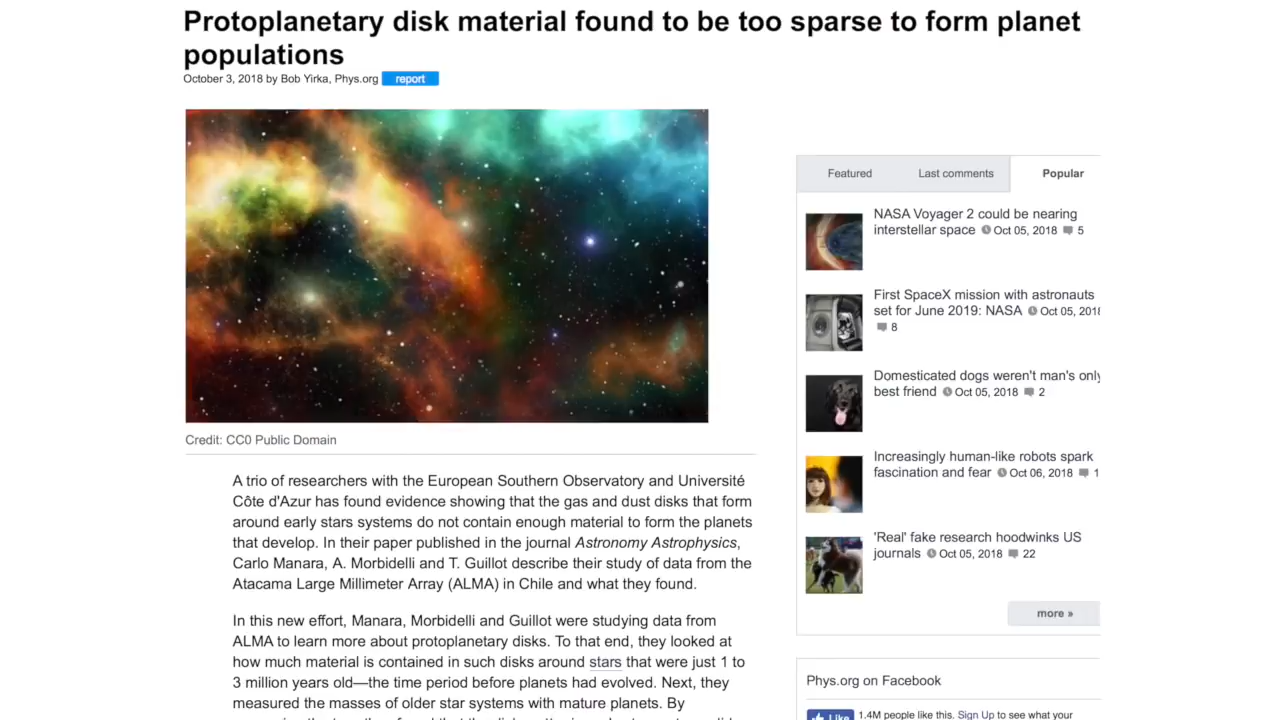 Protoplanetary disk material found to be too sparse to form planet
populations
October 3, 2018 by Bob Yirka, Phys.org report
Credit: CC0 Public Domain
A trio of researchers with the European Southern Observatory and Université
Côte d'Azur has found evidence showing that the gas and dust disks that form
around early stars systems do not contain enough material to form the planets
that develop. In their paper published in the journal Astronomy Astrophysics,
Carlo Manara, A. Morbidelli and T. Guillot describe their study of data from the
Atacama Large Millimeter Array (ALMA) in Chile and what they found.
In this new effort, Manara, Morbidelli and Guillot were studying data from
ALMA to learn more about protoplanetary disks. To that end, they looked at
how much material is contained in such disks around stars that were just 1 to
3 million years old—the time period before planets had evolved. Next, they
measured the masses of older star systems with mature planets. By
Featured Last comments Popular
NASA Voyager 2 could be nearing
interstellar space Oct 05, 2018 5
First SpaceX mission with astronauts
set for June 2019: NASA Oct 05, 2018
8
Domesticated dogs weren't man's only
best friend Oct 05, 2018 2
Increasingly human-like robots spark
fascination and fear Oct 06, 2018 1
'Real' fake research hoodwinks US
journals Oct 05, 2018 22
more »
Phys.org on Facebook
Like 1.4M people like this. Sign Up to see what your